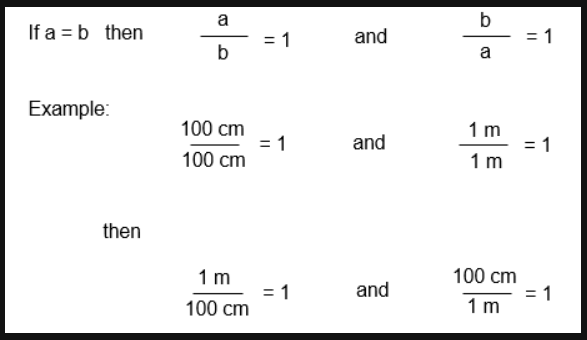 If a = b then a/b = 1 and b/a = 1
Example:
100 cm/100 cm = 1 and 1 m/1 m = 1
then
1 m/100 cm = 1 and 100 cm/1 m = 1